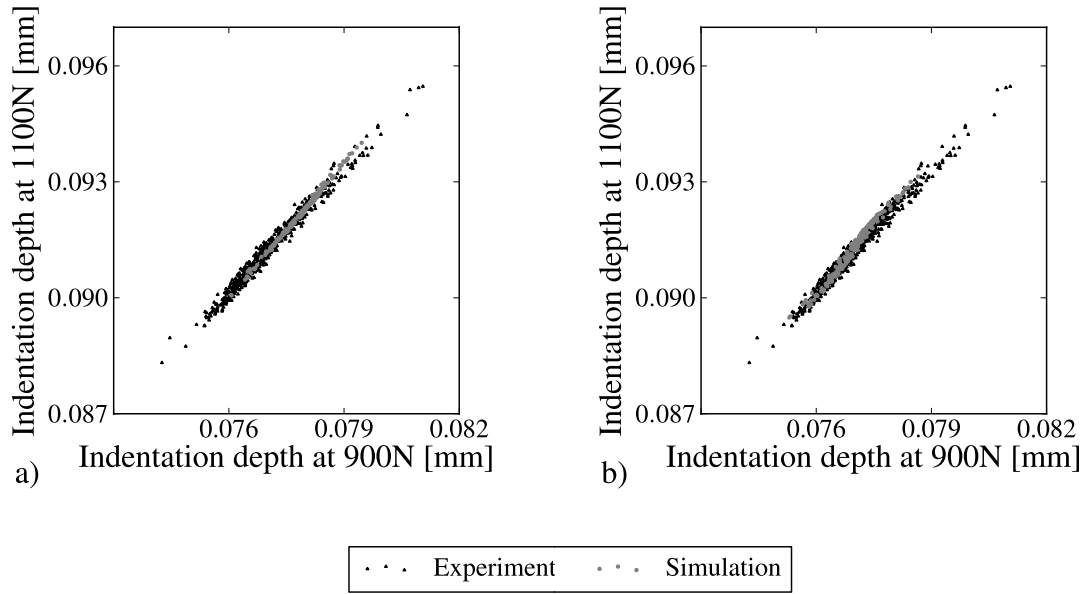 Indentation depth at 1100N [mm]
0.096
0.093
0.090
0.087
0.076
0.079
0.082
Indentation depth at 900N [mm]
a)
Indentation depth at 1100N [mm]
0.096
0.093
0.090
0.087
0.076
0.079
0.082
Indentation depth at 900N [mm]
b)
Experiment
Simulation